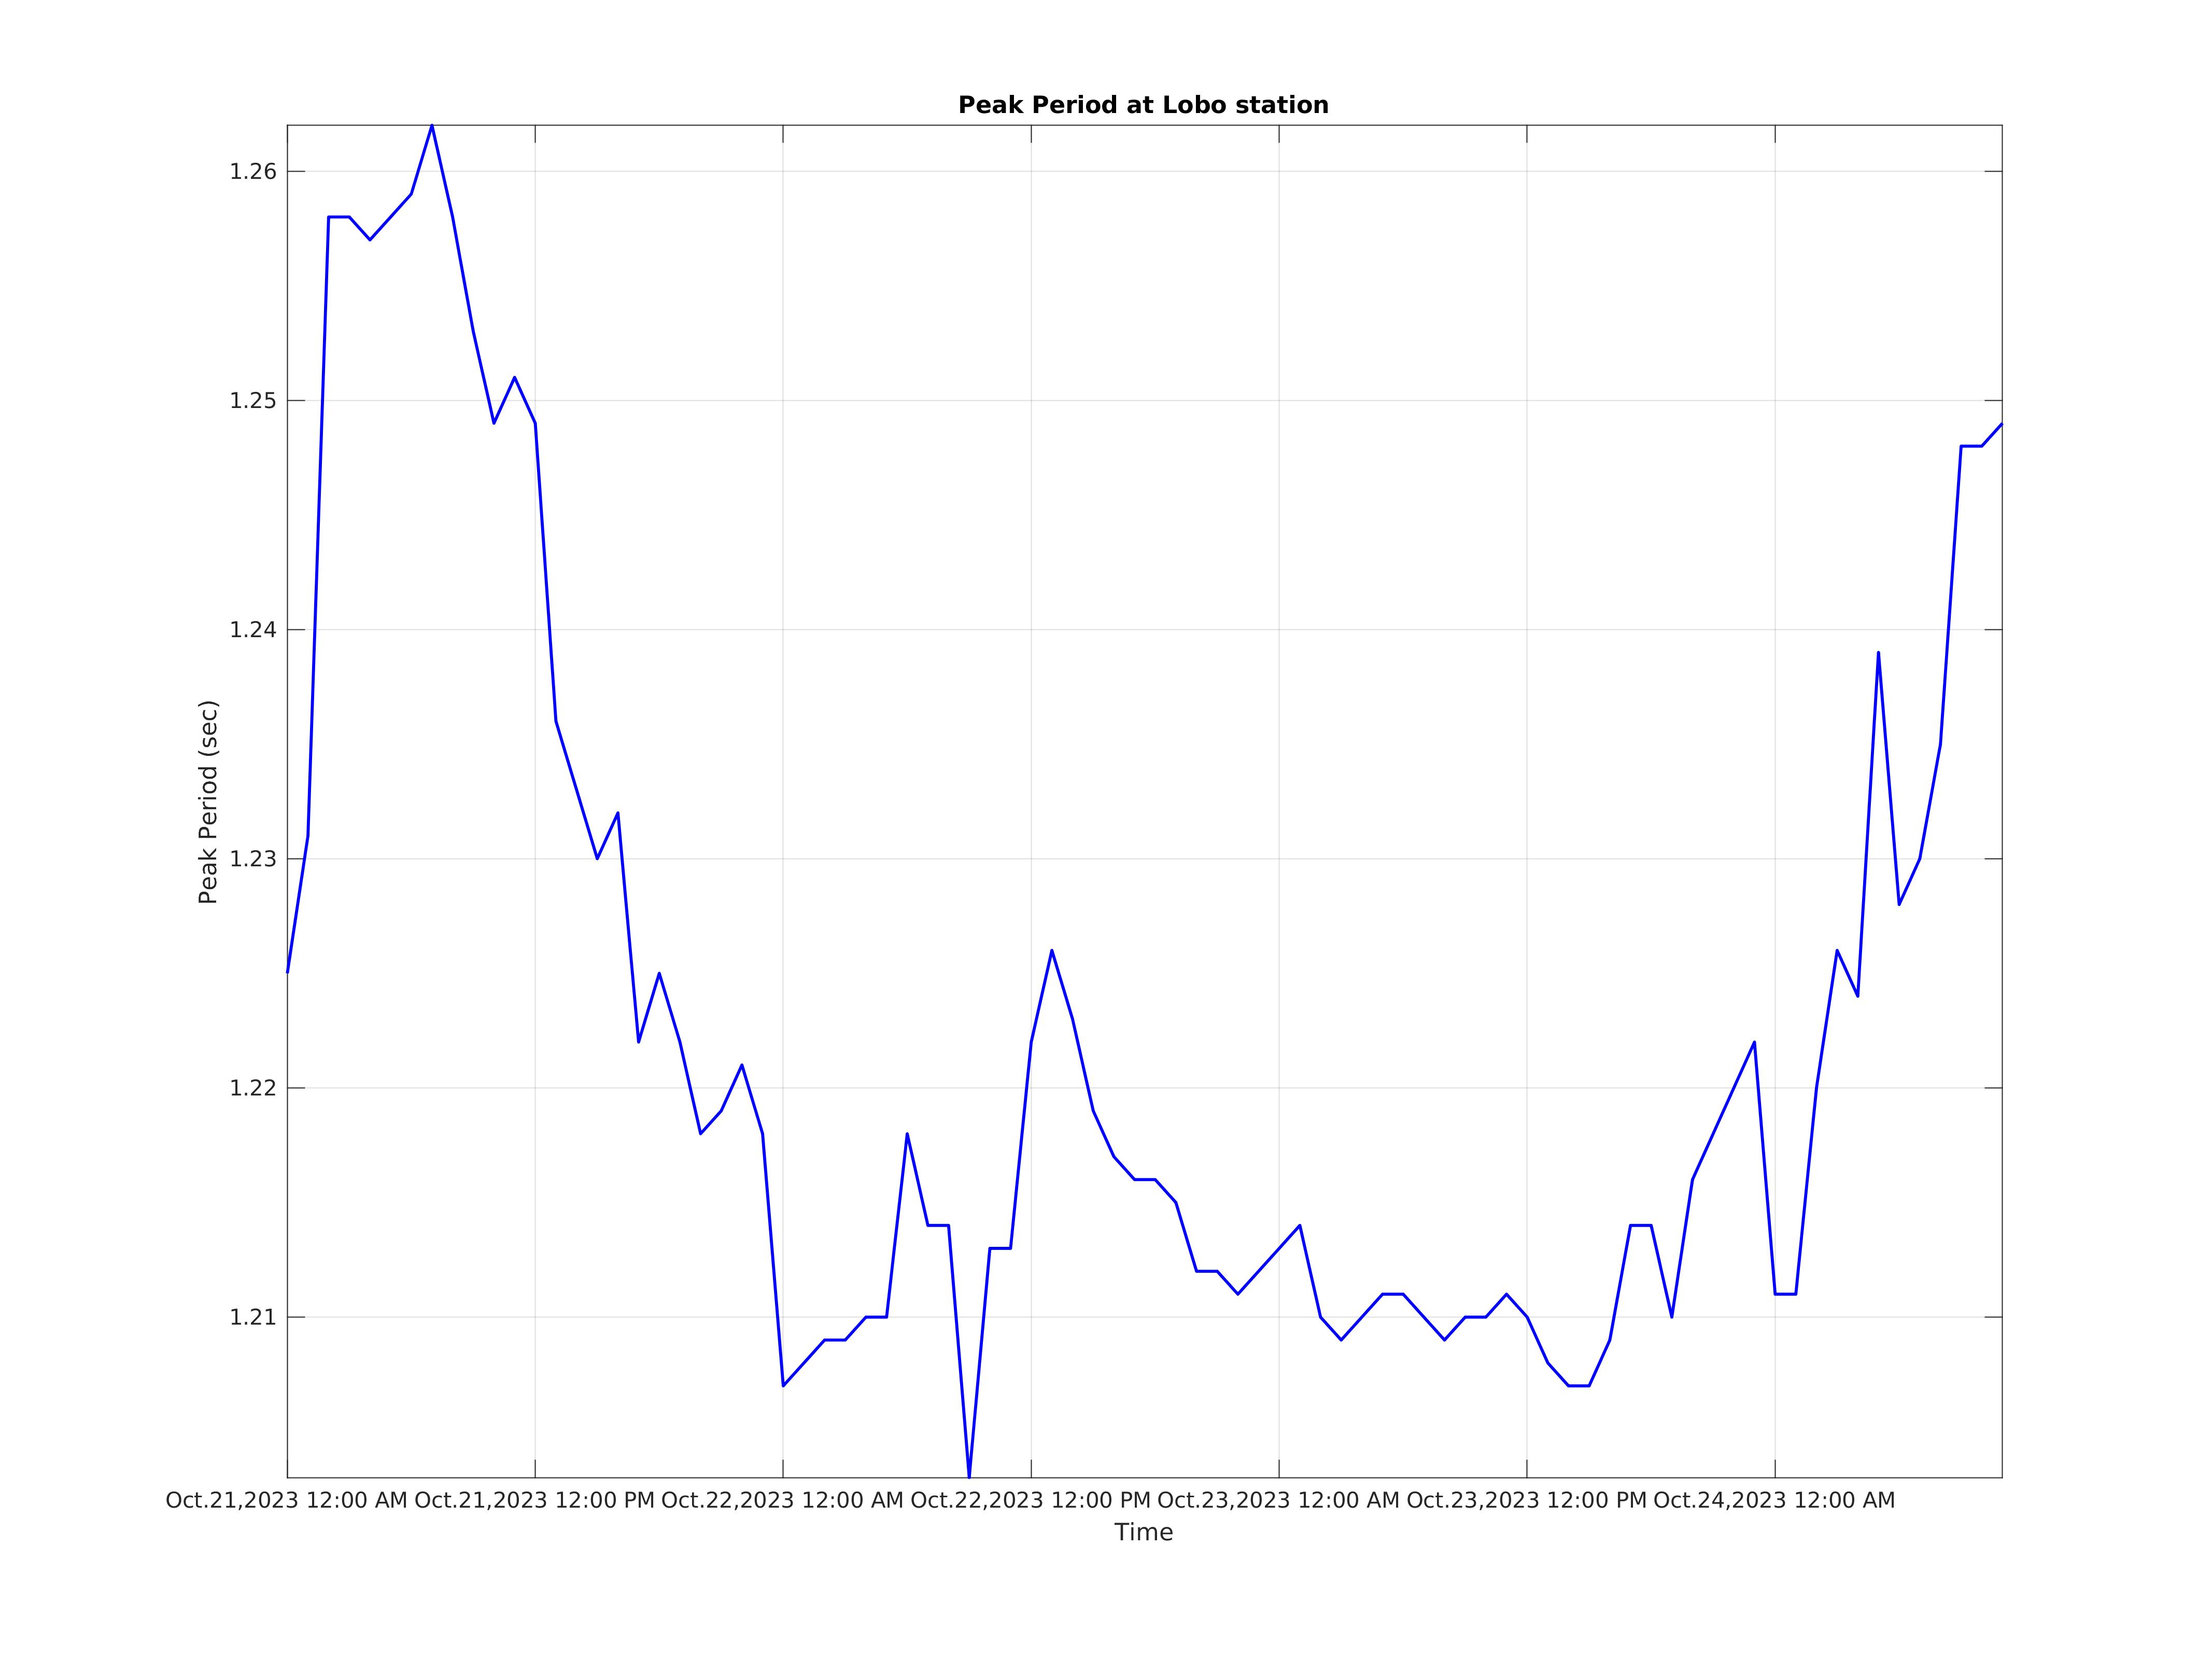 Peak Period at Lobo station
1.26
1.25
1.24
1.23
1.22
1.21
Peak Period (sec)
Oct.21,2023 12:00 AM Oct.21,2023 12:00 PM Oct.22,2023 12:00 AM Oct.22,2023 12:00 PM Oct.23,2023 12:00 AM Oct.23,2023 12:00 PM Oct.24,2023 12:00 AM
Time